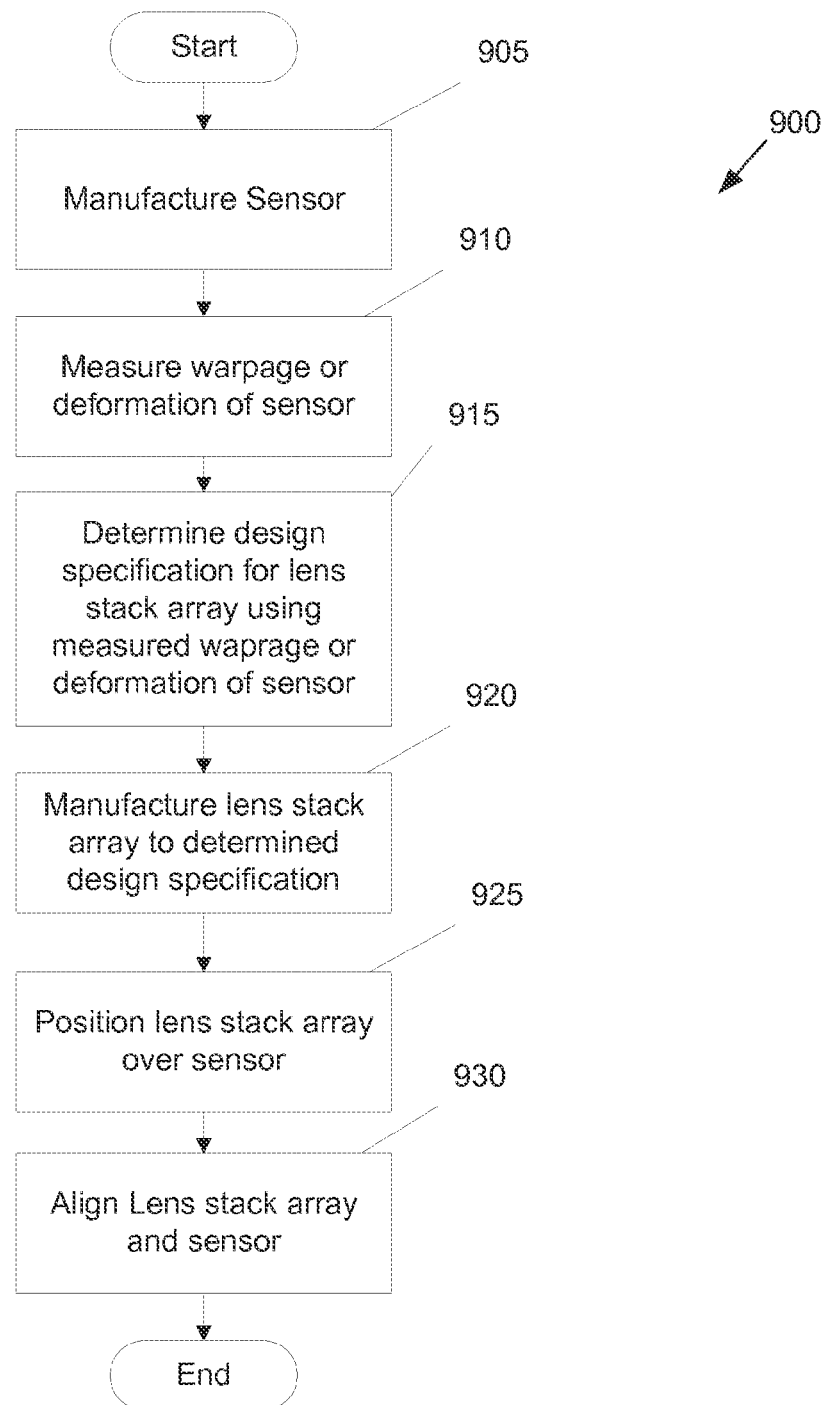 Start
905
900
Manufacture Sensor
910
Measure warpage or
deformation of sensor
915
Determine design
specification for lens
stack array using
measured waprage or
deformation of sensor
920
Manufacture lens stack
array to determined
design specification
925
Position lens stack array
over sensor
930
Align Lens stack array
and sensor
End